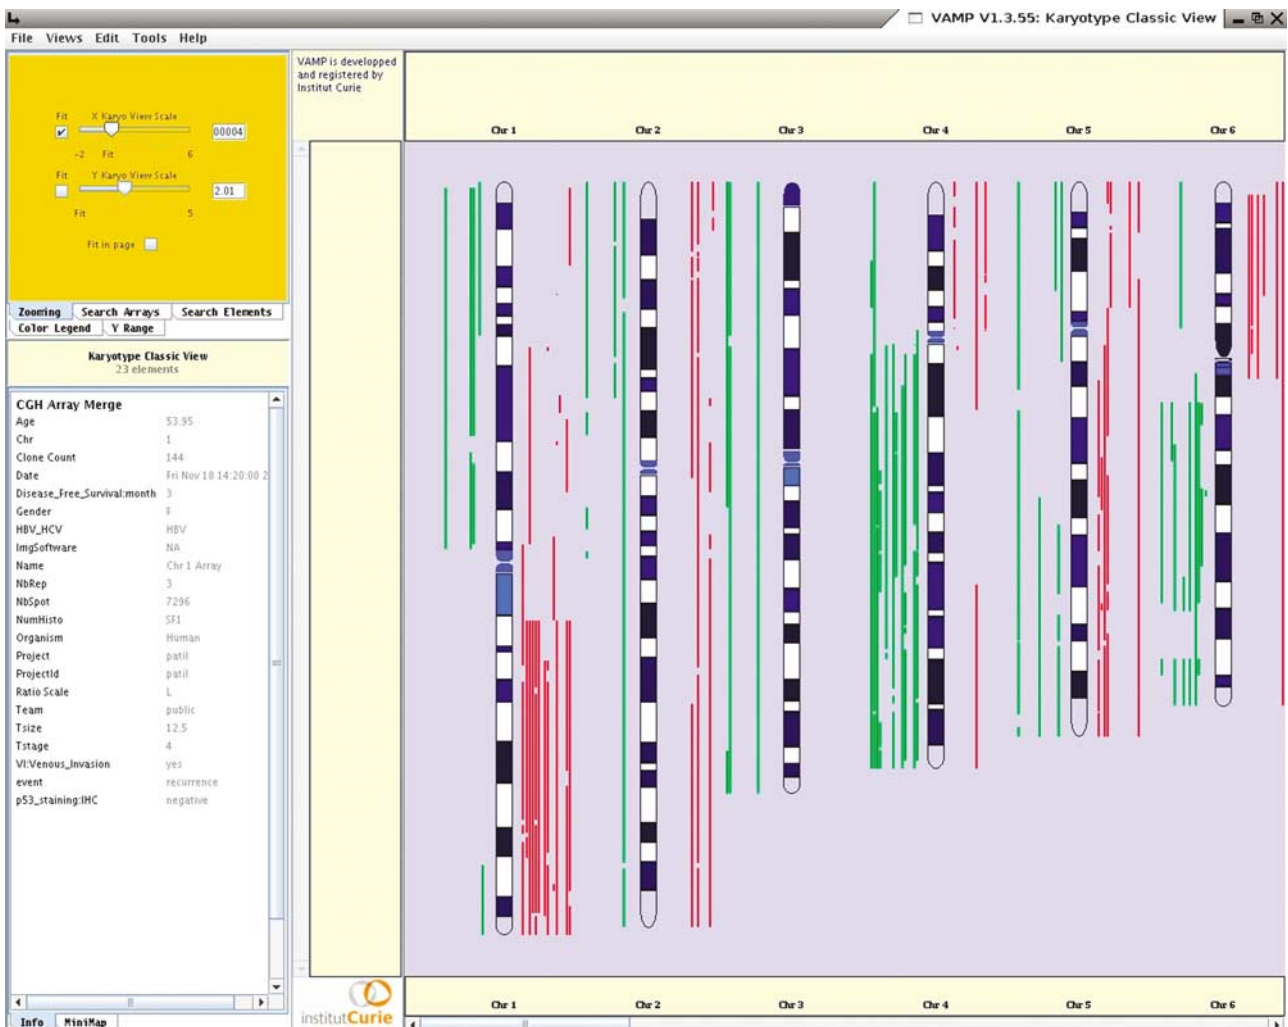 VAMP V1.3.55: Karyotype Classic View
File Views Edit Tools Help
Fit X Karyo View Scale
00004
-2 Fit 6
Fit Y Karyo View Scale
2.01
Fit 5
Fit in page
Zooming Search Arrays Search Elements
Color Legend Y Range
Karyotype Classic View
23 elements
CGH Array Merge
Age 53.95
Chr 1
Clone Count 144
Date Fri Nov 18 14:20:00 2
Disease_Free_Survival:month 3
Gender F
HBV_HCV HBV
ImgSoftware NA
Name Chr 1 Array
NbRep 3
NbSpot 7296
NumHisto SF1
Organism Human
Project patil
ProjectId patil
Ratio Scale L
Team public
Tsize 12.5
Tstage 4
VI:Venous_Invasion yes
event recurrence
p53_staining:IHC negative
Info MiniMap
VAMP is developped
and registered by
Institut Curie
institutCurie
Chr 1 Chr 2 Chr 3 Chr 4 Chr 5 Chr 6
Chr 1 Chr 2 Chr 3 Chr 4 Chr 5 Chr 6